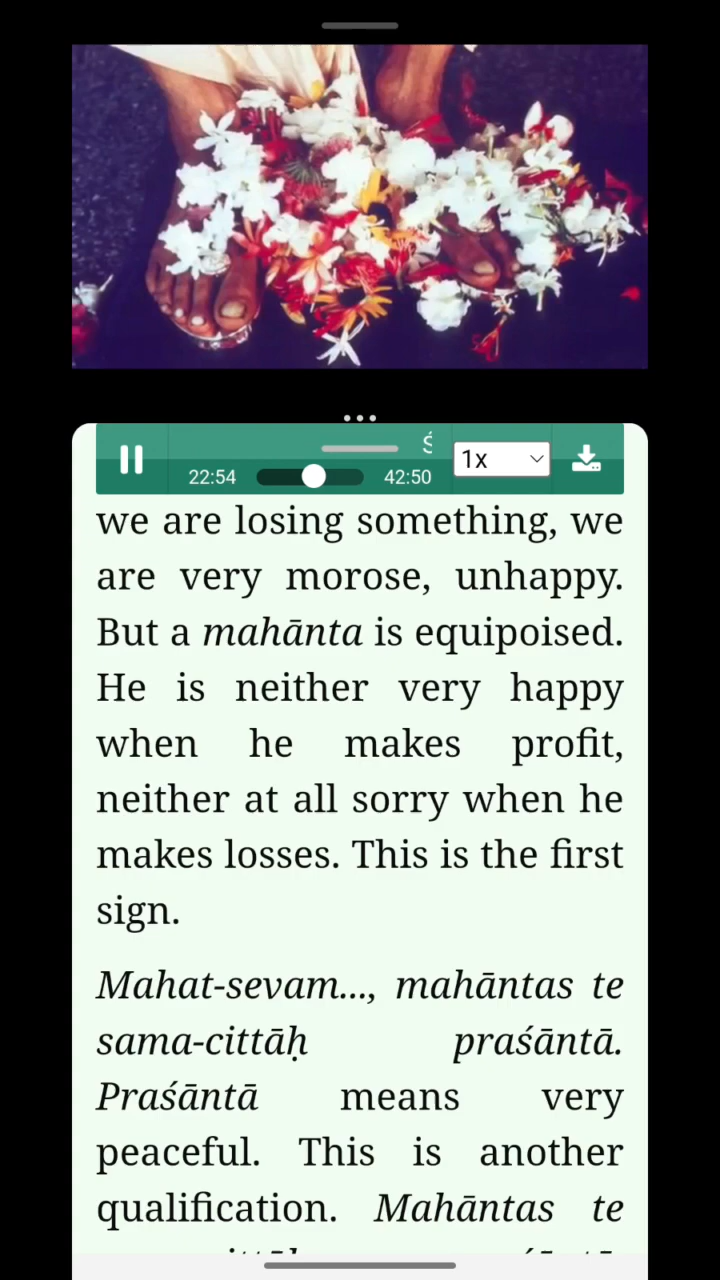 Ś
22:54
42:50
1x
we are losing something, we
are very morose, unhappy.
But a mahānta is equipoised.
He is neither very happy
when he makes profit,
neither at all sorry when he
makes losses. This is the first
sign.
Mahat-sevam..., mahāntas te
sama-cittāḥ praśāntā.
Praśāntā means very
peaceful. This is another
qualification. Mahāntas te